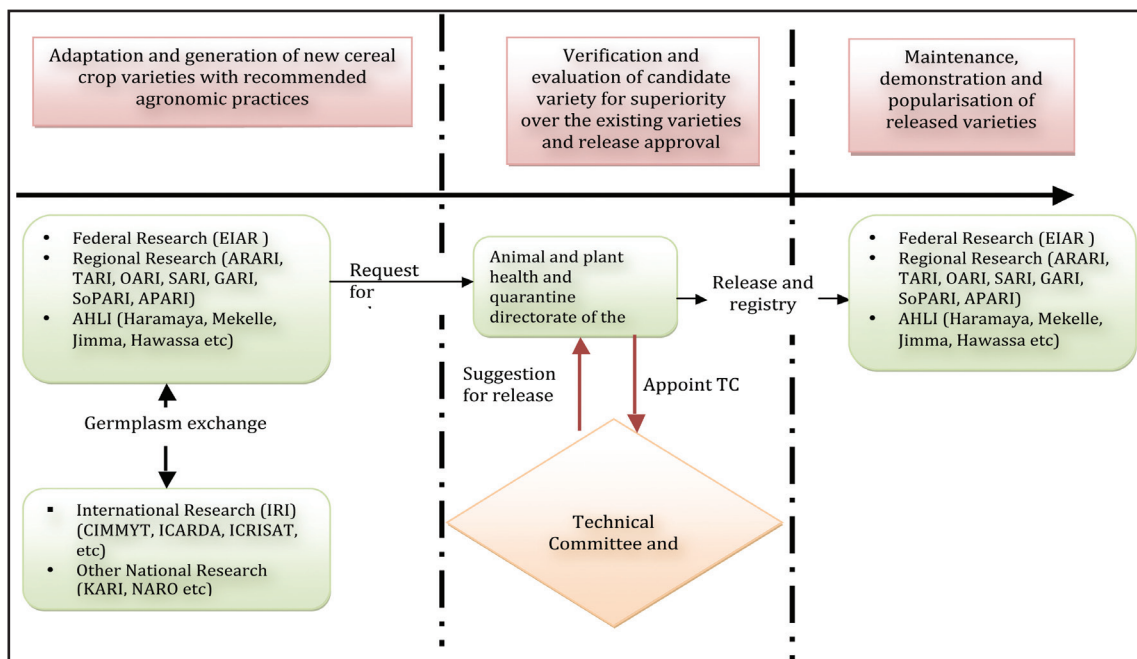 Adaptation and generation of new cereal
crop varieties with recommended
agronomic practices
Verification and
evaluation of candidate
variety for superiority
over the existing varieties
and release approval
Maintenance,
demonstration and
popularisation of
released varieties
• Federal Research (EIAR )
• Regional Research (ARARI,
TARI, OARI, SARI, GARI,
SoPARI, APARI)
• AHLI (Haramaya, Mekelle,
Jimma, Hawassa etc)
Request
for
Animal and plant
health and
quarantine
directorate of the
Release and
registry
• Federal Research (EIAR )
• Regional Research (ARARI,
TARI, OARI, SARI, GARI,
SoPARI, APARI)
• AHLI (Haramaya, Mekelle,
Jimma, Hawassa etc)
Suggestion
for release
Appoint TC
Germplasm exchange
▪ International Research (IRI)
(CIMMYT, ICARDA, ICRISAT,
etc)
• Other National Research
(KARI, NARO etc)
Technical
Committee and